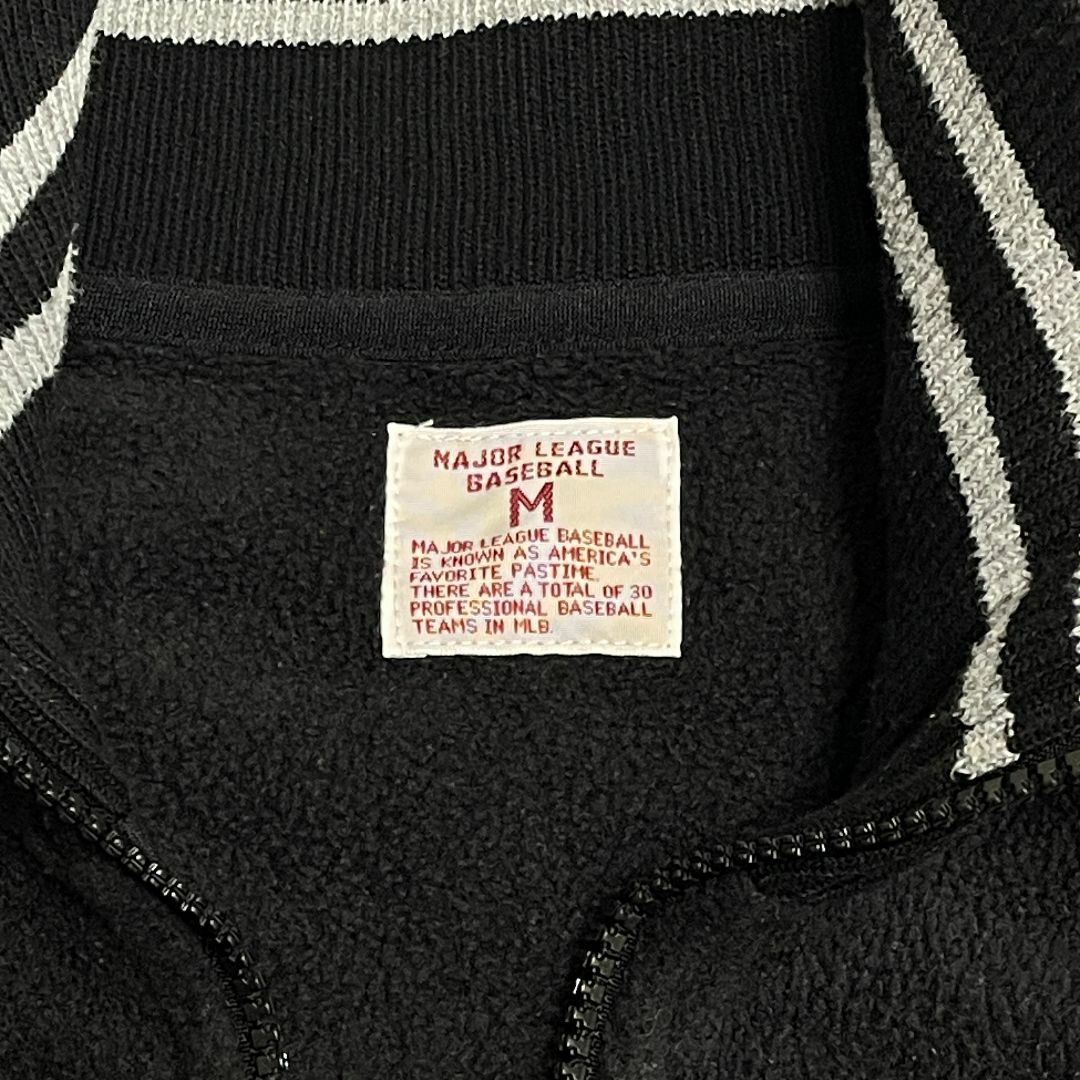 MAJOR LEAGUE
BASEBALL
M
MAJOR LEAGUE BASEBALL
IS KNOWN AS AMERICA'S
FAVORITE PASTIME.
THERE ARE A TOTAL OF 30
PROFESSIONAL BASEBALL
TEAMS IN MLB.